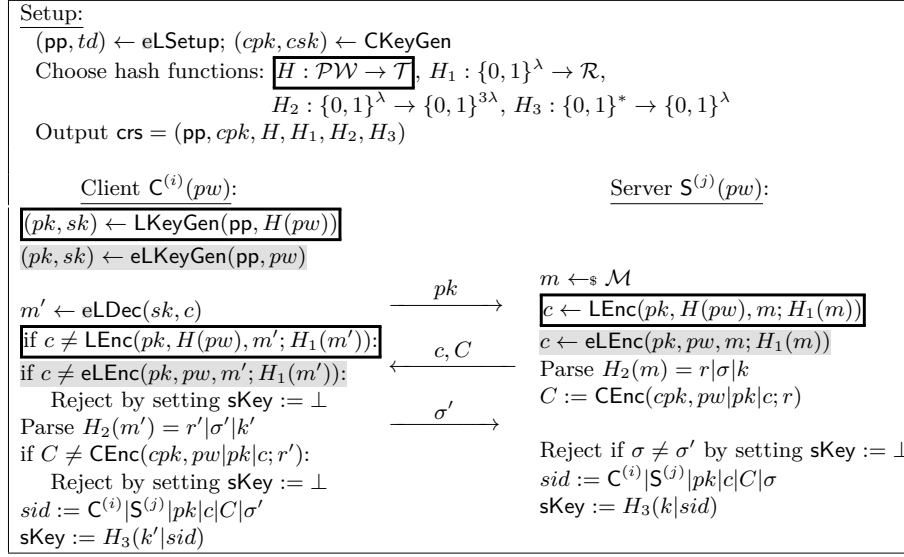 Setup:
(pp, td) ← eLSetup; (cpk, csk) ← CKeyGen
Choose hash functions: H : 𝒫𝒲 → 𝒯, H₁ : {0, 1}^λ → ℛ,
H₂ : {0, 1}^λ → {0, 1}^{3λ}, H₃ : {0, 1}* → {0, 1}^λ
Output crs = (pp, cpk, H, H₁, H₂, H₃)
Client C^{(i)}(pw):
(pk, sk) ← LKeyGen(pp, H(pw))
(pk, sk) ← eLKeyGen(pp, pw)
m′ ← eLDec(sk, c)
if c ≠ LEnc(pk, H(pw), m′; H₁(m′)):
if c ≠ eLEnc(pk, pw, m′; H₁(m′)):
Reject by setting sKey := ⊥
Parse H₂(m′) = r′|σ′|k′
if C ≠ CEnc(cpk, pw|pk|c; r′):
Reject by setting sKey := ⊥
sid := C^{(i)}|S^{(j)}|pk|c|C|σ′
sKey := H₃(k′|sid)
pk
c, C
σ′
Server S^{(j)}(pw):
m ←$ ℳ
c ← LEnc(pk, H(pw), m; H₁(m))
c ← eLEnc(pk, pw, m; H₁(m))
Parse H₂(m) = r|σ|k
C := CEnc(cpk, pw|pk|c; r)
Reject if σ ≠ σ′ by setting sKey := ⊥
sid := C^{(i)}|S^{(j)}|pk|c|C|σ
sKey := H₃(k|sid)